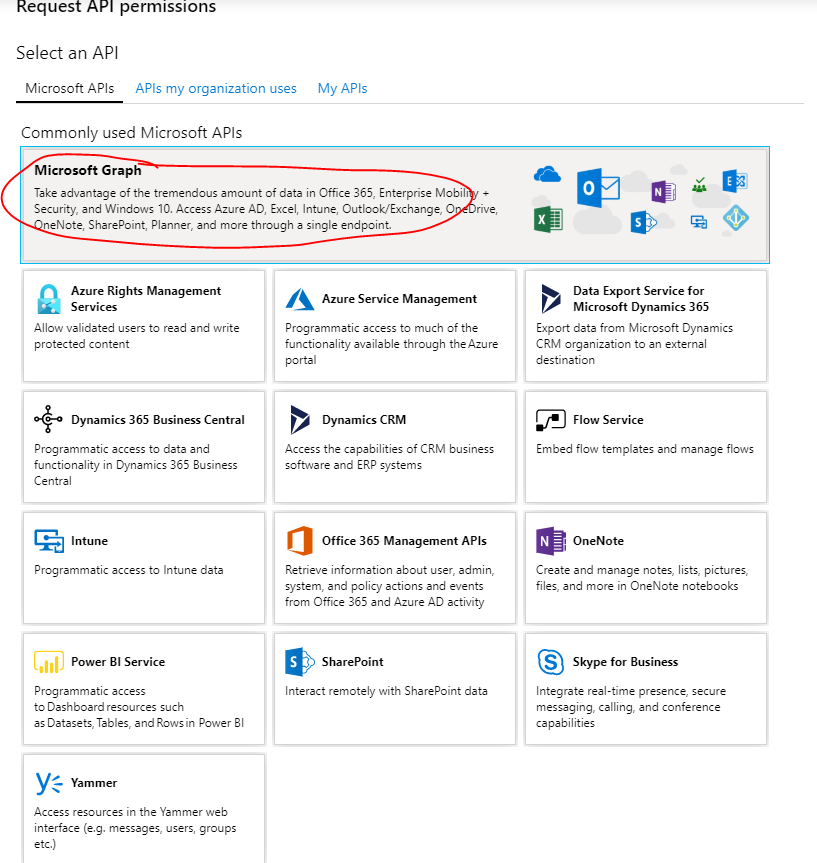 Request API permissions
Select an API
Microsoft APIs APIs my organization uses My APIs
Commonly used Microsoft APIs
Microsoft Graph
Take advantage of the tremendous amount of data in Office 365, Enterprise Mobility +
Security, and Windows 10. Access Azure AD, Excel, Intune, Outlook/Exchange, OneDrive,
OneNote, SharePoint, Planner, and more through a single endpoint.
Azure Rights Management
Services
Allow validated users to read and write
protected content
Azure Service Management
Programmatic access to much of the
functionality available through the Azure
portal
Data Export Service for
Microsoft Dynamics 365
Export data from Microsoft Dynamics
CRM organization to an external
destination
Dynamics 365 Business Central
Programmatic access to data and
functionality in Dynamics 365 Business
Central
Dynamics CRM
Access the capabilities of CRM business
software and ERP systems
Flow Service
Embed flow templates and manage flows
Intune
Programmatic access to Intune data
Office 365 Management APIs
Retrieve information about user, admin,
system, and policy actions and events
from Office 365 and Azure AD activity
OneNote
Create and manage notes, lists, pictures,
files, and more in OneNote notebooks
Power BI Service
Programmatic access
to Dashboard resources such
as Datasets, Tables, and Rows in Power BI
SharePoint
Interact remotely with SharePoint data
Skype for Business
Integrate real-time presence, secure
messaging, calling, and conference
capabilities
Yammer
Access resources in the Yammer web
interface (e.g. messages, users, groups
etc.)